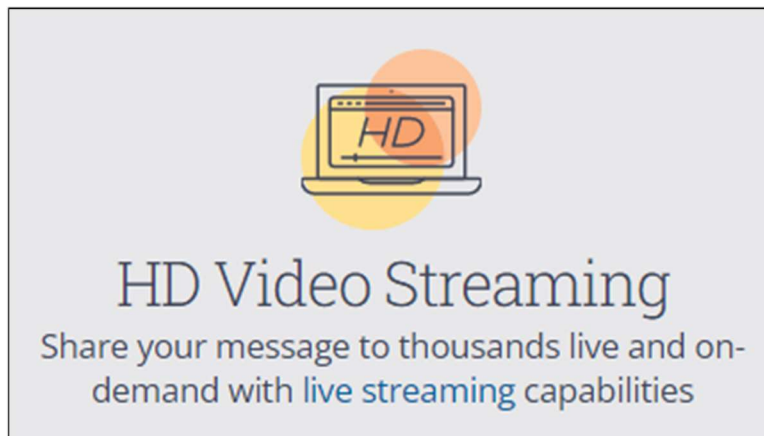 HD
HD Video Streaming
Share your message to thousands live and on-
demand with live streaming capabilities